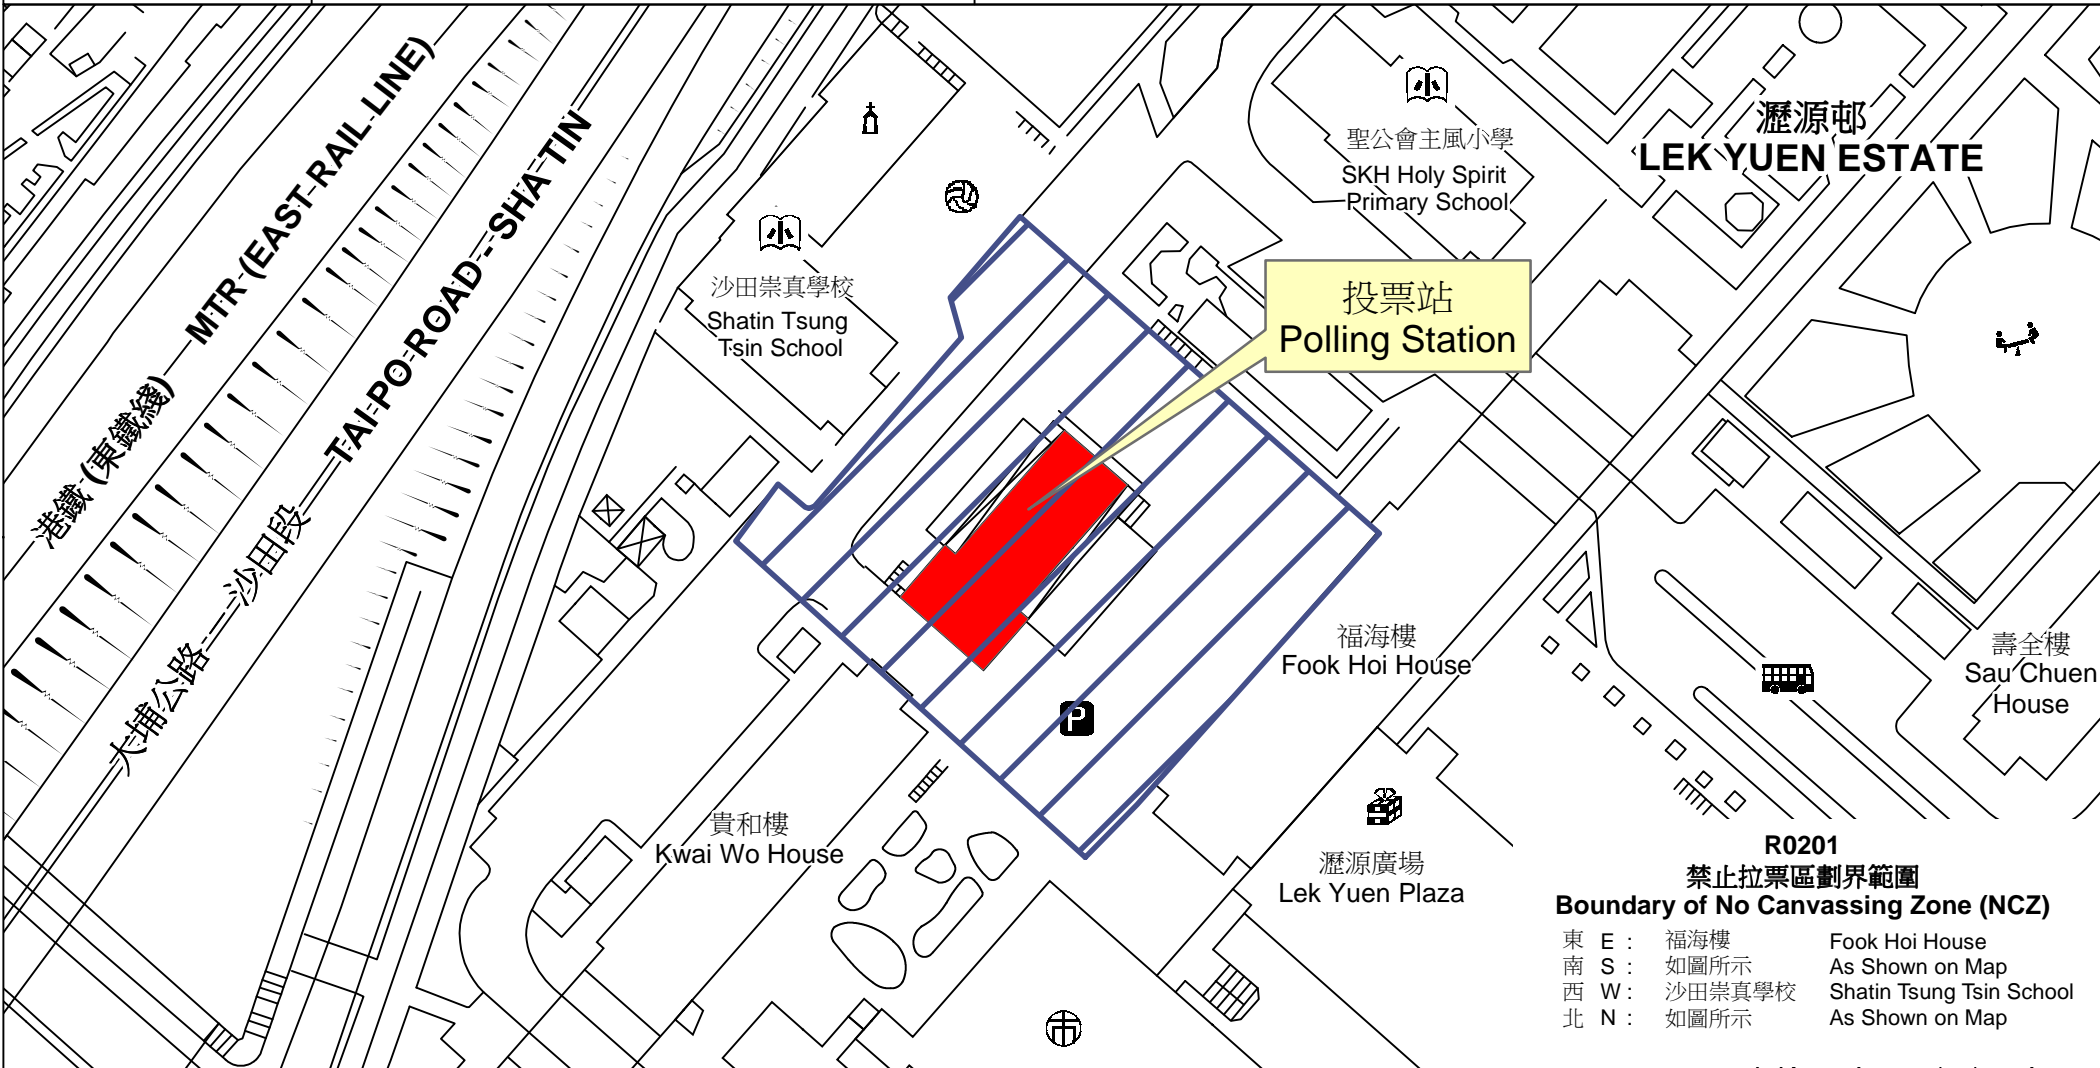 港鐵 (東鐵綫) MTR (EAST RAIL LINE)
大埔公路 — 沙田段 TAI PO ROAD - SHA TIN
沙田崇真學校
Shatin Tsung
Tsin School
聖公會主風小學
SKH Holy Spirit
Primary School
瀝源邨
LEK YUEN ESTATE
投票站
Polling Station
福海樓
Fook Hoi House
壽全樓
Sau Chuen
House
P
貴和樓
Kwai Wo House
瀝源廣場
Lek Yuen Plaza
R0201
禁止拉票區劃界範圍
Boundary of No Canvassing Zone (NCZ)
東 E : 福海樓 Fook Hoi House
南 S : 如圖所示 As Shown on Map
西 W : 沙田崇真學校 Shatin Tsung Tsin School
北 N : 如圖所示 As Shown on Map
市